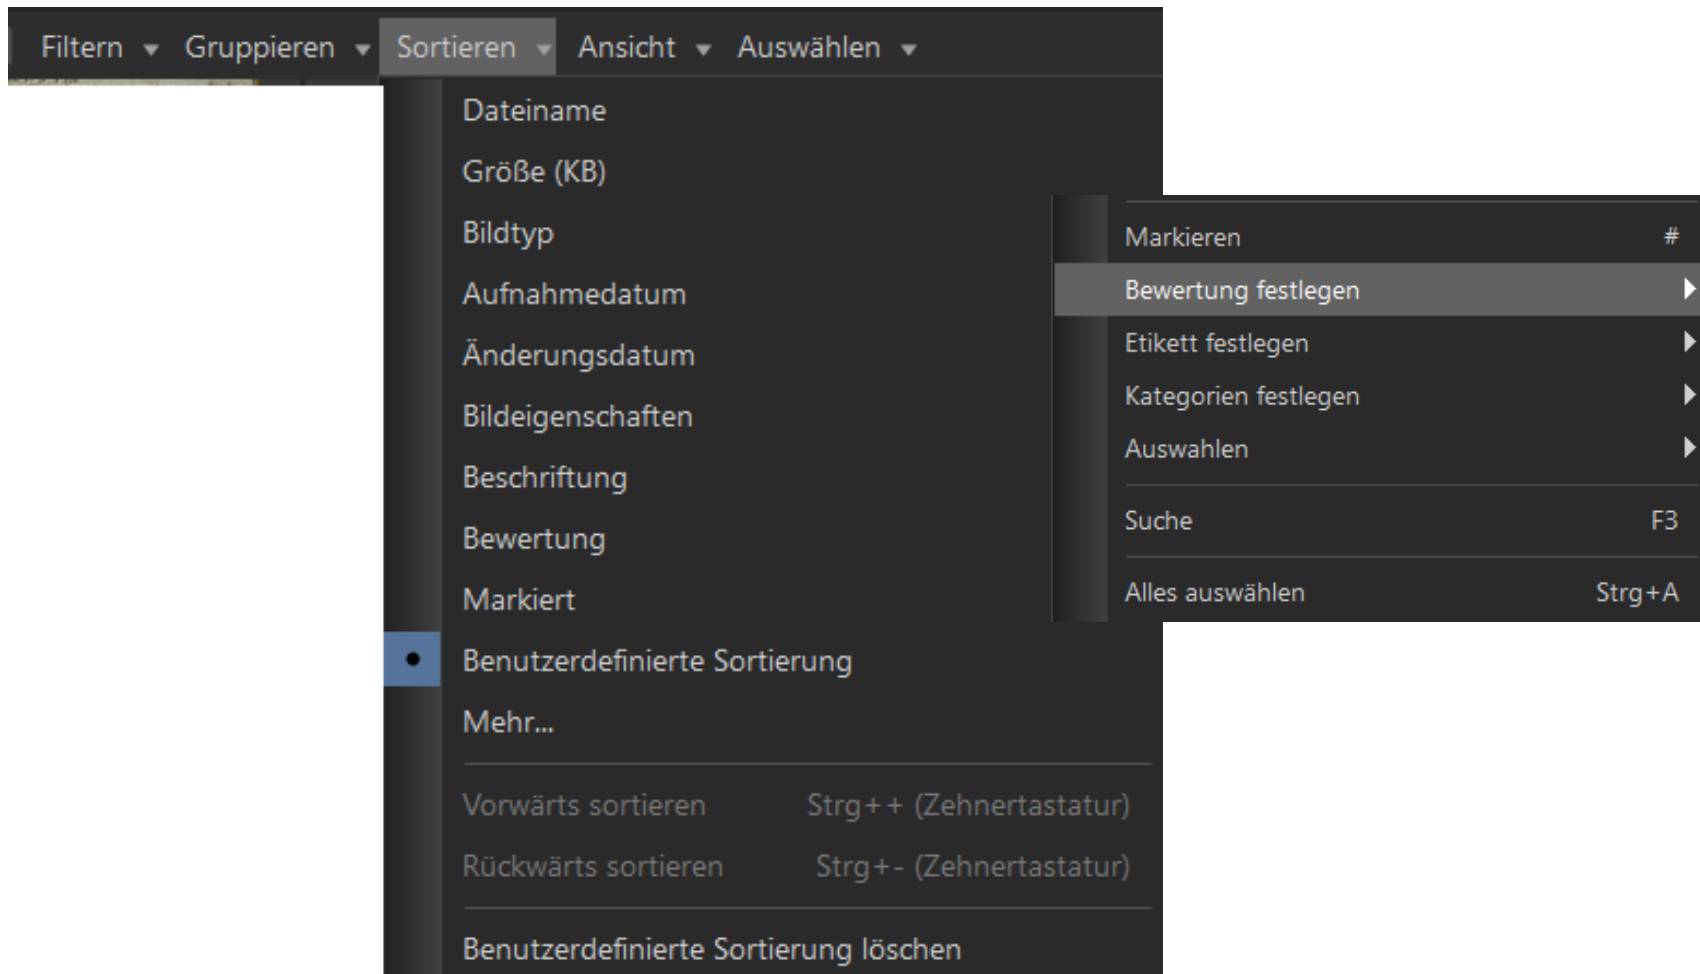 Filtern Gruppieren Sortieren Ansicht Auswählen
Dateiname
Größe (KB)
Bildtyp
Aufnahmedatum
Änderungsdatum
Bildeigenschaften
Beschriftung
Bewertung
Markiert
Benutzerdefinierte Sortierung
Mehr...
Vorwärts sortieren Strg++ (Zehnertastatur)
Rückwärts sortieren Strg+- (Zehnertastatur)
Benutzerdefinierte Sortierung löschen
Markieren #
Bewertung festlegen
Etikett festlegen
Kategorien festlegen
Auswahlen
Suche F3
Alles auswählen Strg+A